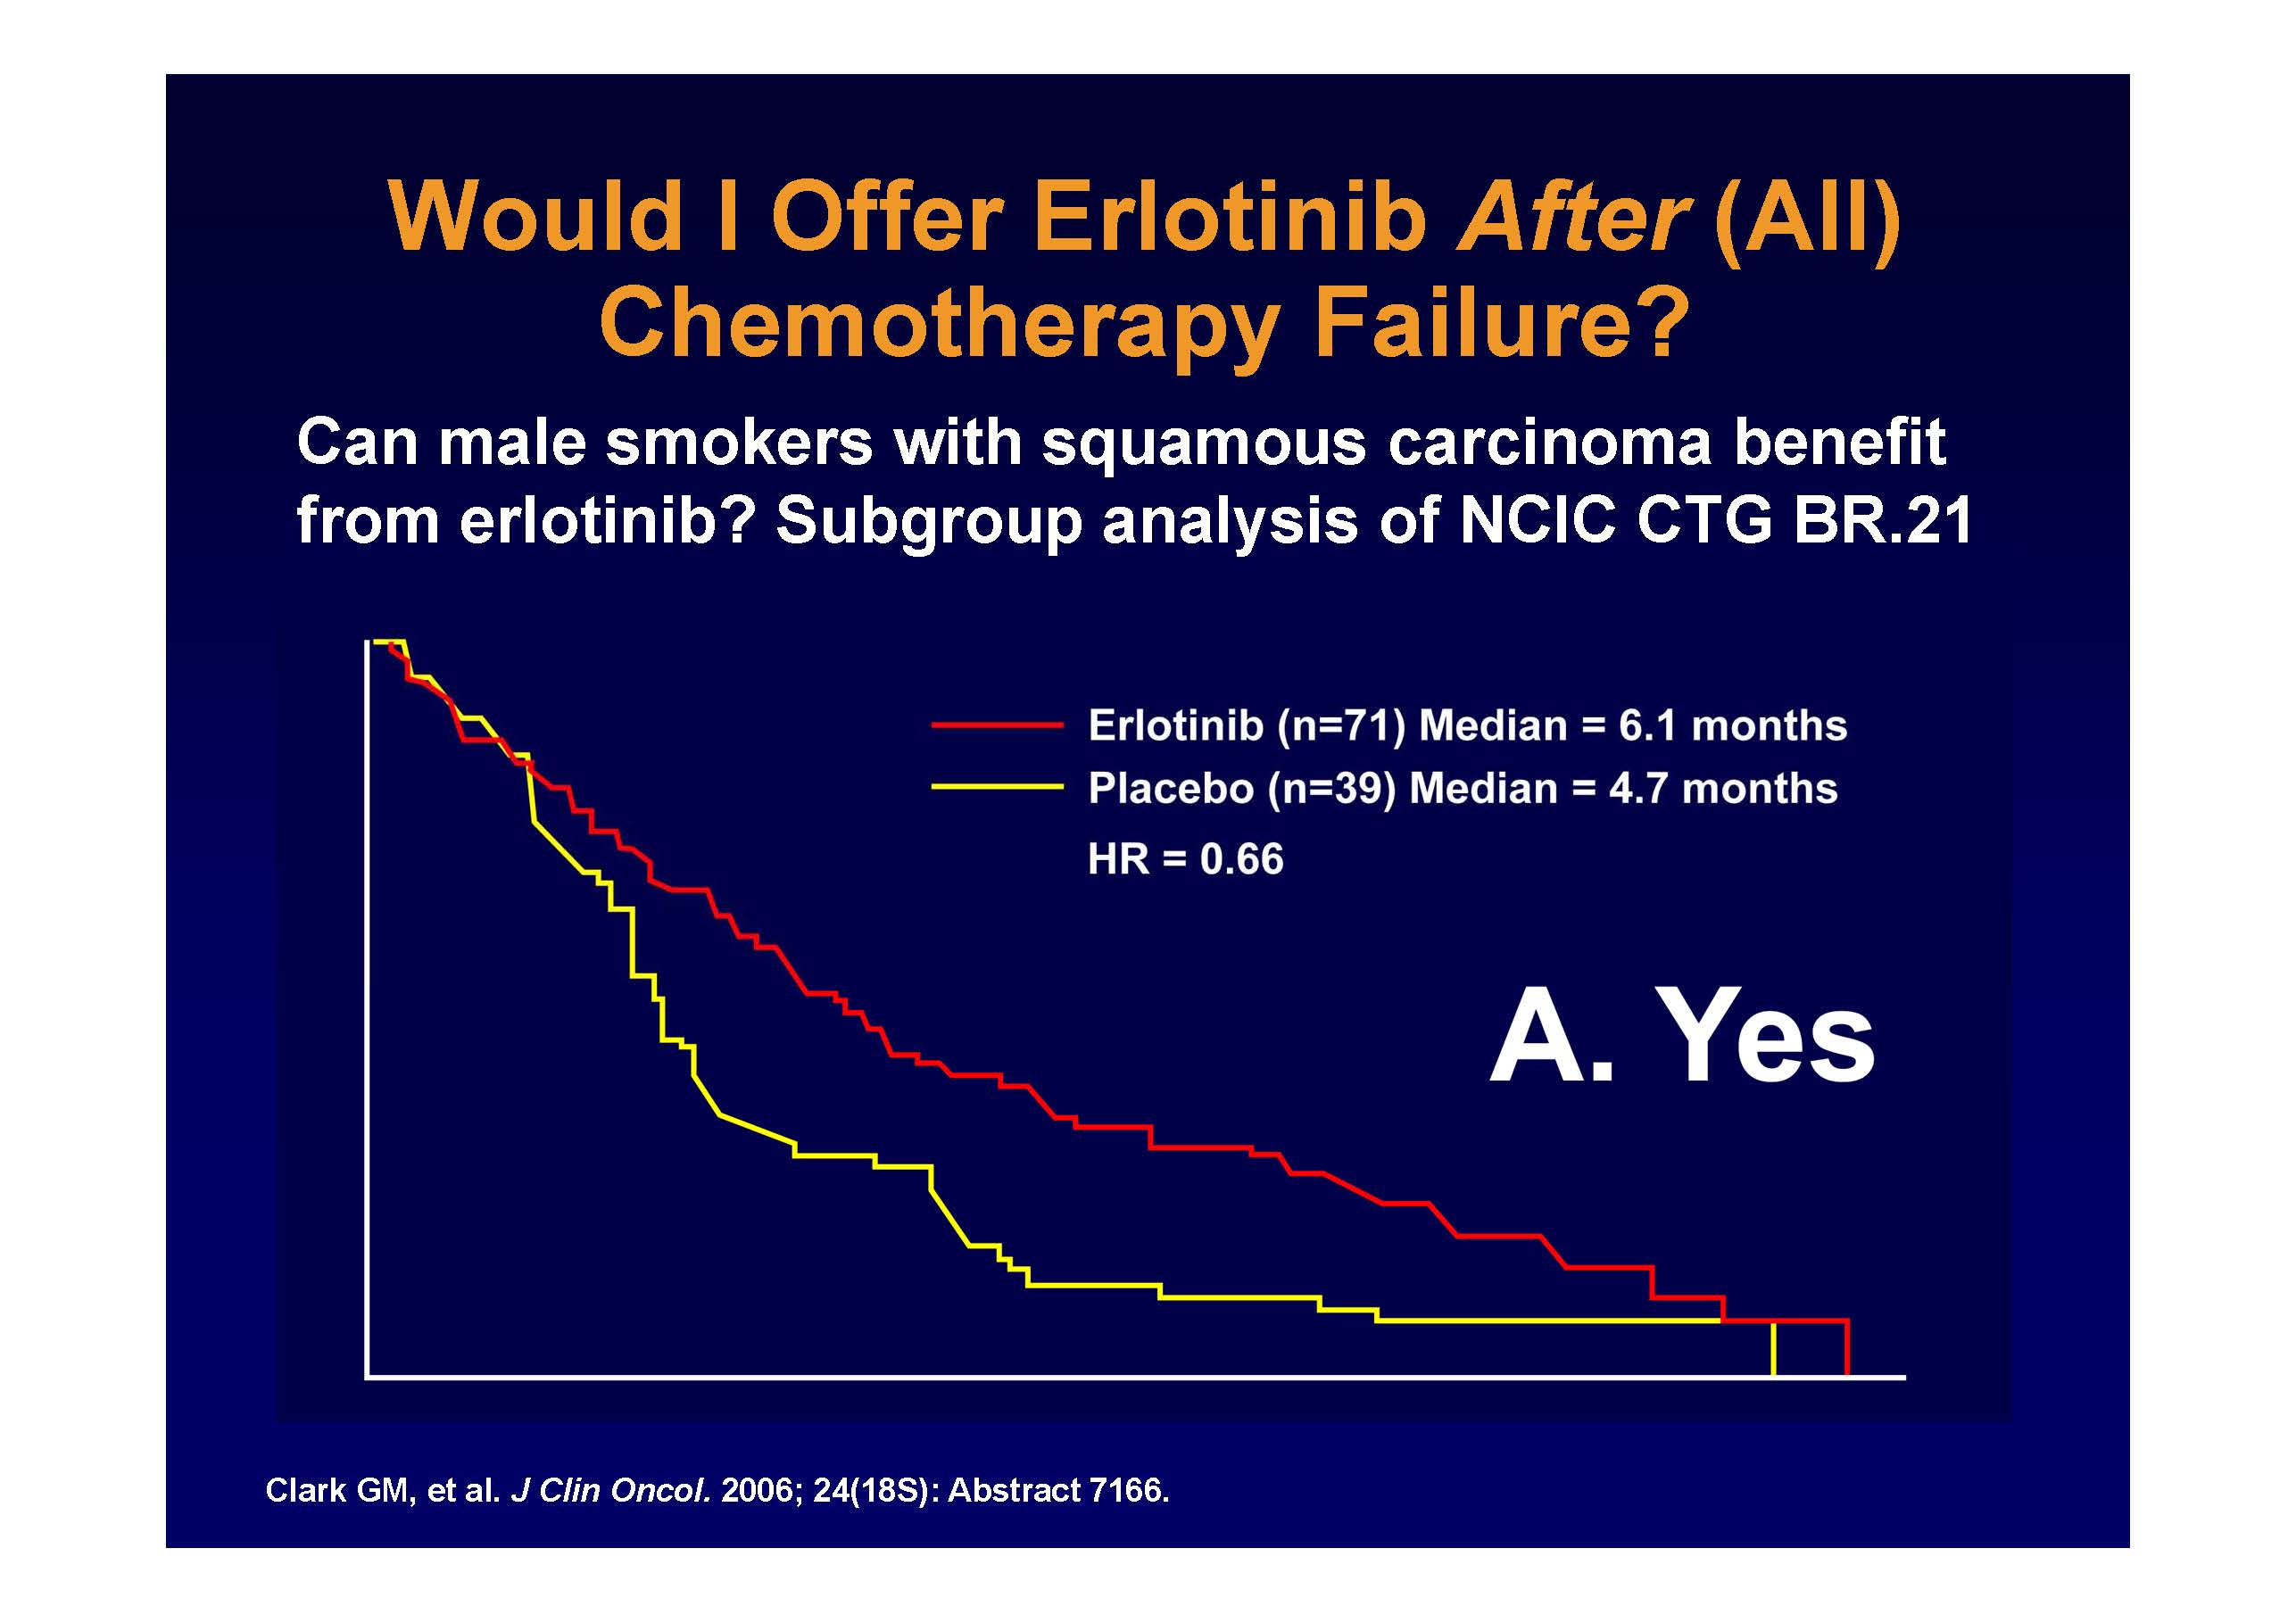 Would I Offer Erlotinib After (All)
Chemotherapy Failure?
Can male smokers with squamous carcinoma benefit
from erlotinib? Subgroup analysis of NCIC CTG BR.21
Erlotinib (n=71) Median = 6.1 months
Placebo (n=39) Median = 4.7 months
HR = 0.66
A. Yes
Clark GM, et al. J Clin Oncol. 2006; 24(18S): Abstract 7166.